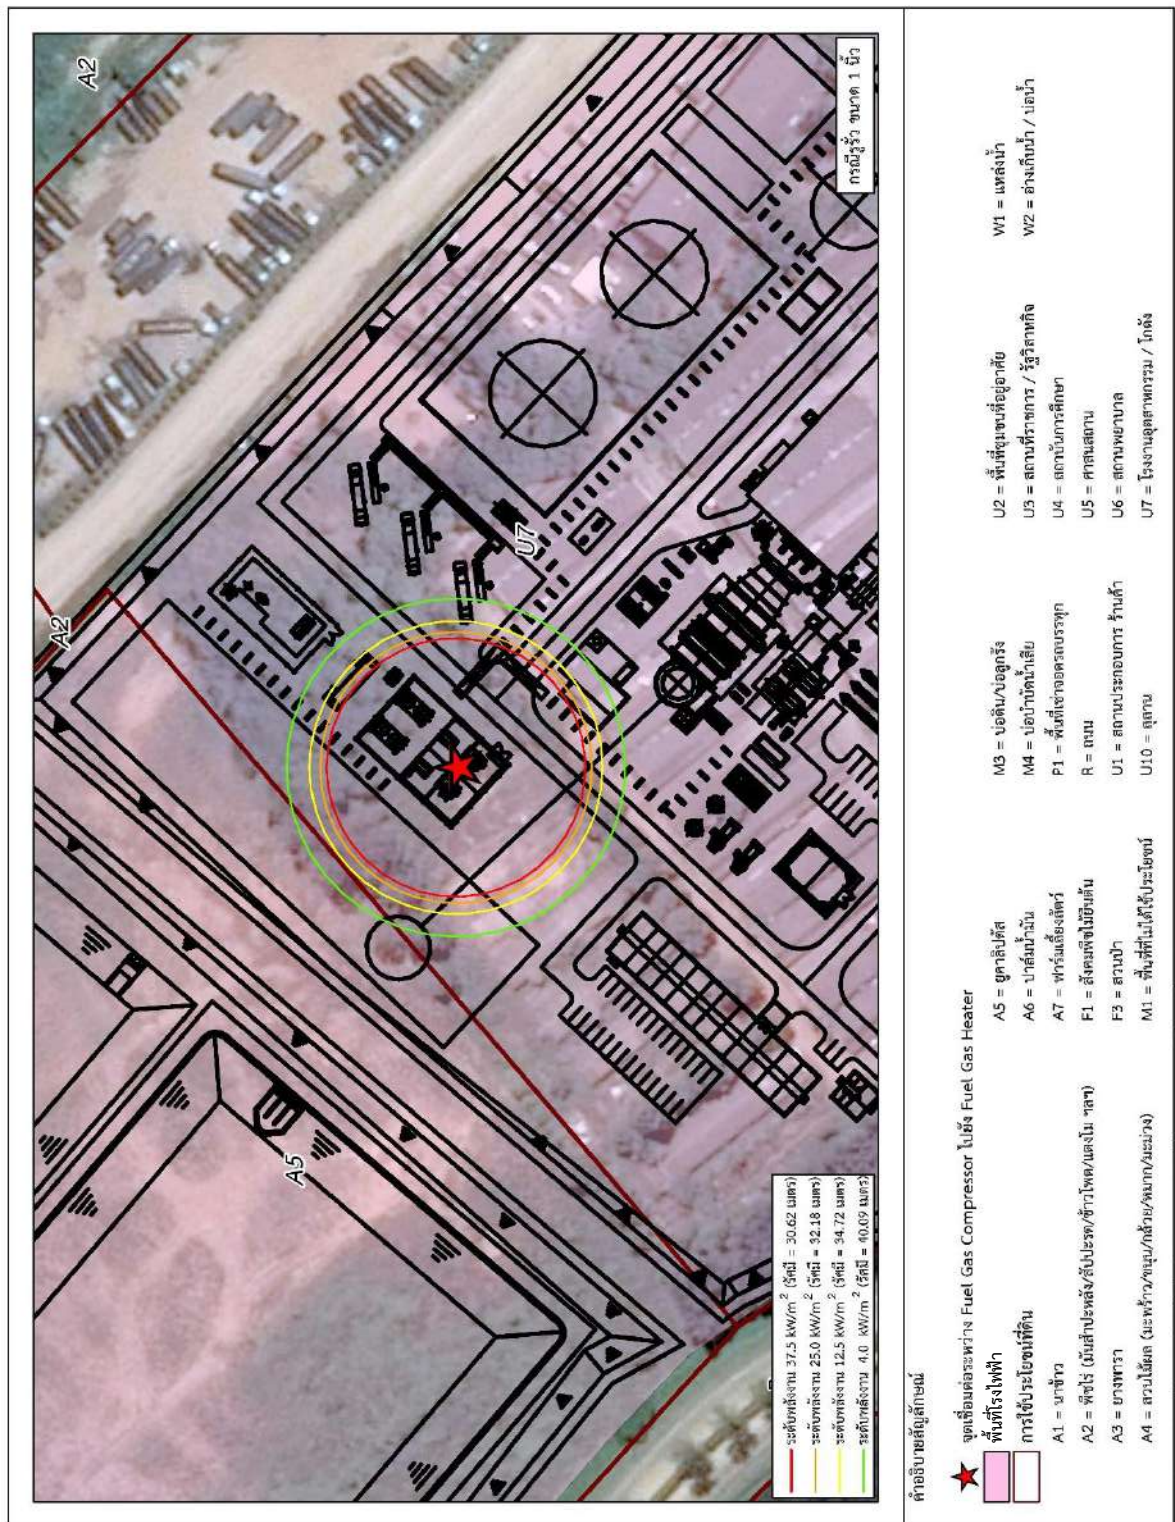 A2
A2
U7
A5
กรณีรูรั่ว ขนาด 1 นิ้ว
ระดับพลังงาน 37.5 kW/m² (รัศมี = 30.62 เมตร)
ระดับพลังงาน 25.0 kW/m² (รัศมี = 32.18 เมตร)
ระดับพลังงาน 12.5 kW/m² (รัศมี = 34.72 เมตร)
ระดับพลังงาน 4.0 kW/m² (รัศมี = 40.09 เมตร)
คำอธิบายสัญลักษณ์
จุดเชื่อมต่อระหว่าง Fuel Gas Compressor ไปยัง Fuel Gas Heater
พื้นที่โรงไฟฟ้า
การใช้ประโยชน์ที่ดิน
A1 = นาข้าว
A2 = พืชไร่ (มันสำปะหลัง/สับปะรด/ข้าวโพด/แตงโม ฯลฯ)
A3 = ยางพารา
A4 = สวนไม้ผล (มะพร้าว/ขนุน/กล้วย/หมาก/มะม่วง)
A5 = ยูคาลิปตัส
A6 = ปาล์มน้ำมัน
A7 = ฟาร์มเลี้ยงสัตว์
F1 = สังคมพืชไม้ยืนต้น
F3 = สวนป่า
M1 = พื้นที่ที่ไม่ได้ใช้ประโยชน์
M3 = บ่อดิน/บ่อลูกรัง
M4 = บ่อบำบัดน้ำเสีย
P1 = พื้นที่เช่าจอดรถบรรทุก
R = ถนน
U1 = สถานประกอบการ ร้านค้า
U10 = สุสาน
U2 = พื้นที่ชุมชนที่อยู่อาศัย
U3 = สถานที่ราชการ / รัฐวิสาหกิจ
U4 = สถาบันการศึกษา
U5 = ศาสนสถาน
U6 = สถานพยาบาล
U7 = โรงงานอุตสาหกรรม / โกดัง
W1 = แหล่งน้ำ
W2 = อ่างเก็บน้ำ / บ่อน้ำ